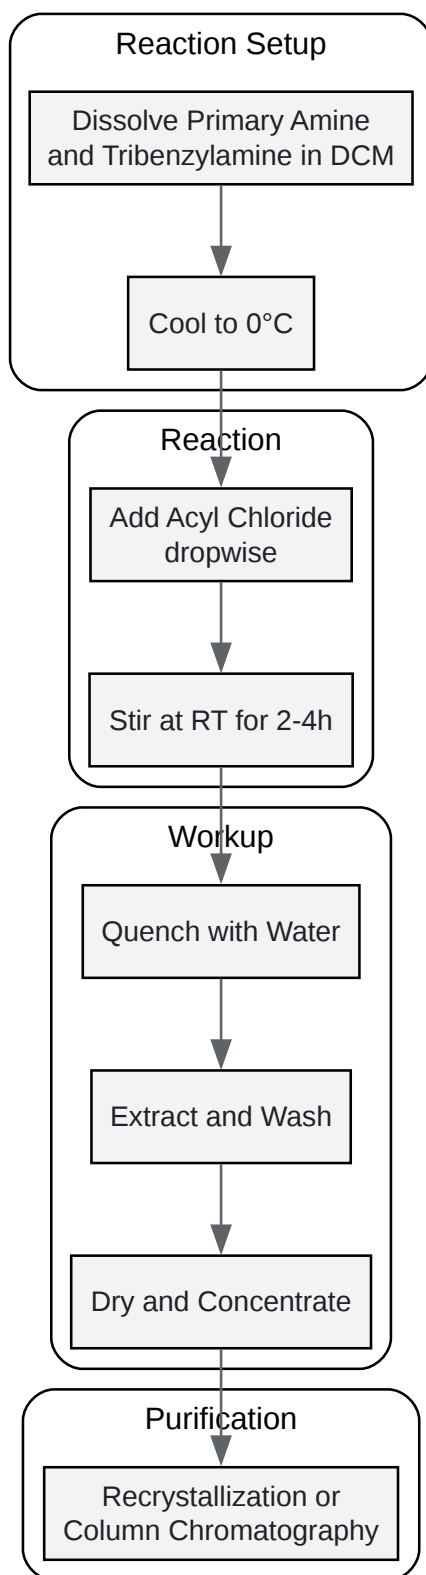 Reaction Setup
Dissolve Primary Amine
and Tribenzylamine in DCM
Cool to 0°C
Reaction
Add Acyl Chloride
dropwise
Stir at RT for 2-4h
Workup
Quench with Water
Extract and Wash
Dry and Concentrate
Purification
Recrystallization or
Column Chromatography